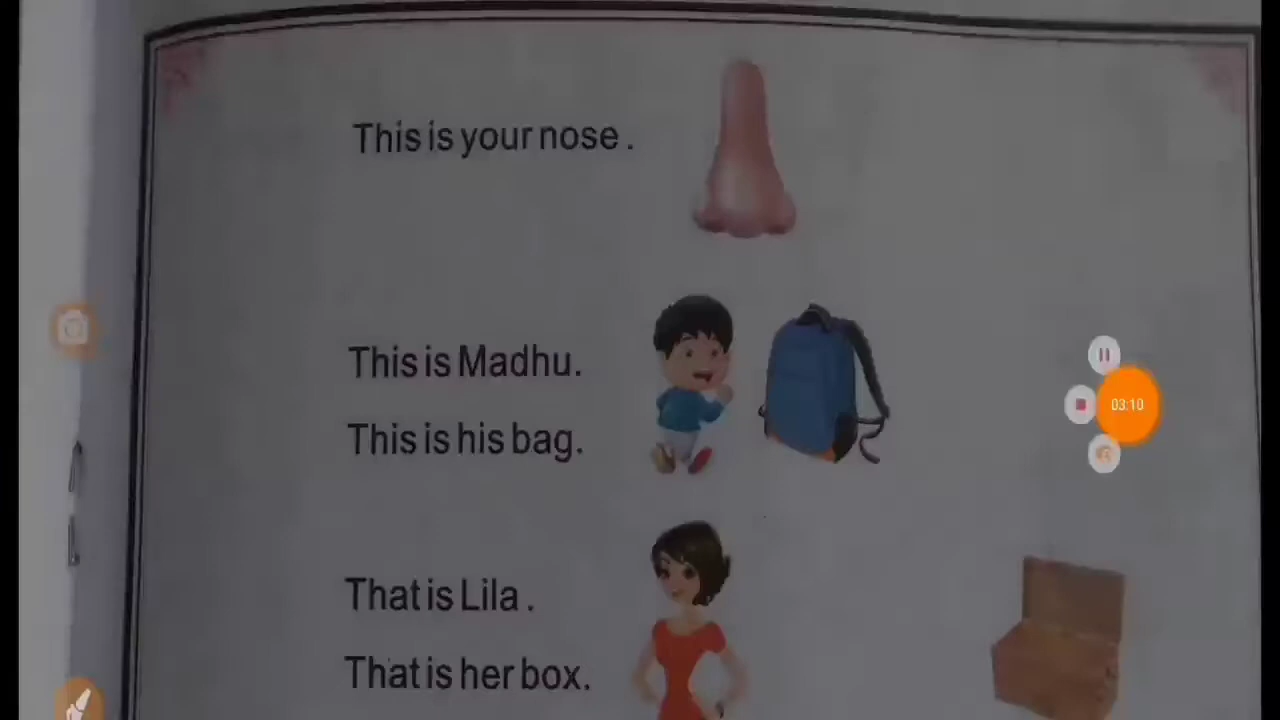 This is your nose .
This is Madhu.
This is his bag.
03:10
That is Lila .
That is her box.